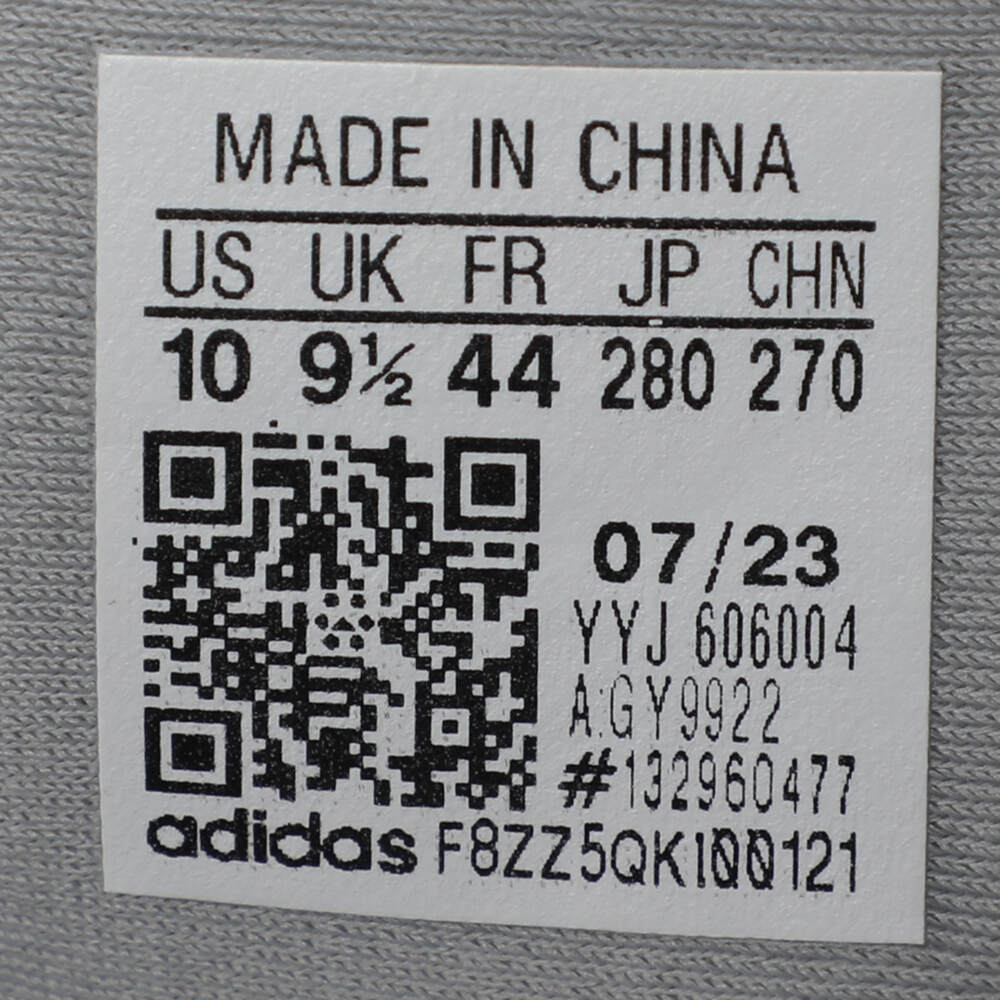 MADE IN CHINA
US UK FR JP CHN
10 9½ 44 280 270
07/23
YYJ 606004
A:GY9922
#132960477
adidas F8ZZ5QK100121